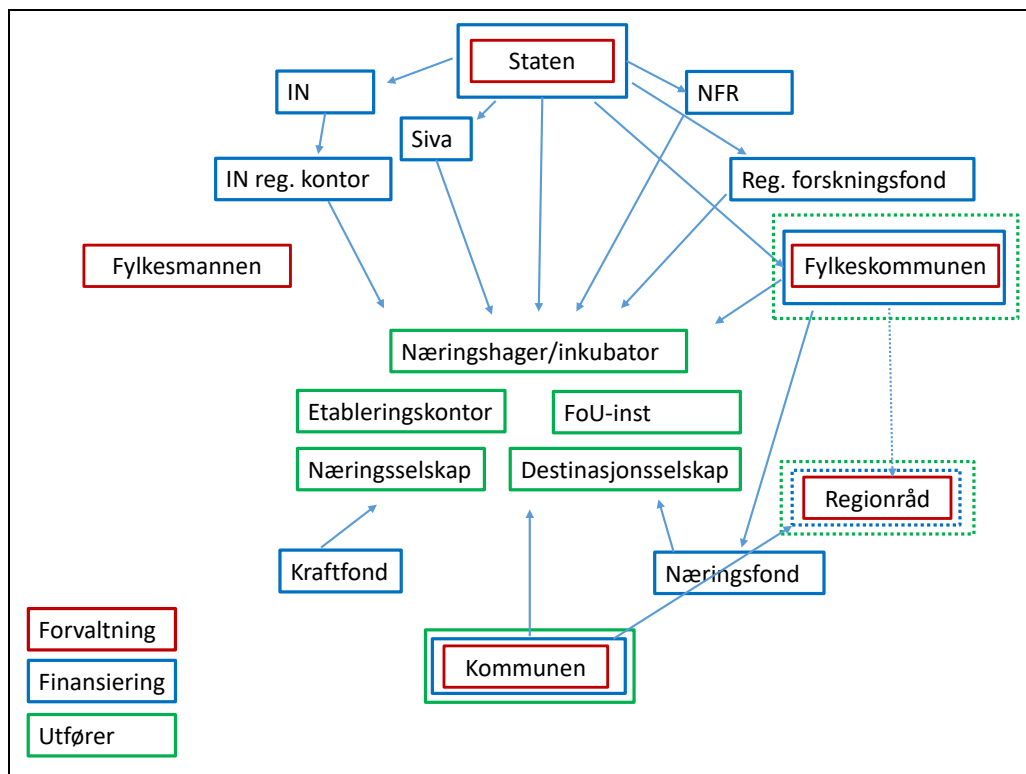 Staten
IN
NFR
Siva
IN reg. kontor
Reg. forskningsfond
Fylkesmannen
Fylkeskommunen
Næringshager/inkubator
Etableringskontor
FoU-inst
Næringsselskap
Destinasjonsselskap
Regionråd
Kraftfond
Næringsfond
Forvaltning
Kommunen
Finansiering
Utfører